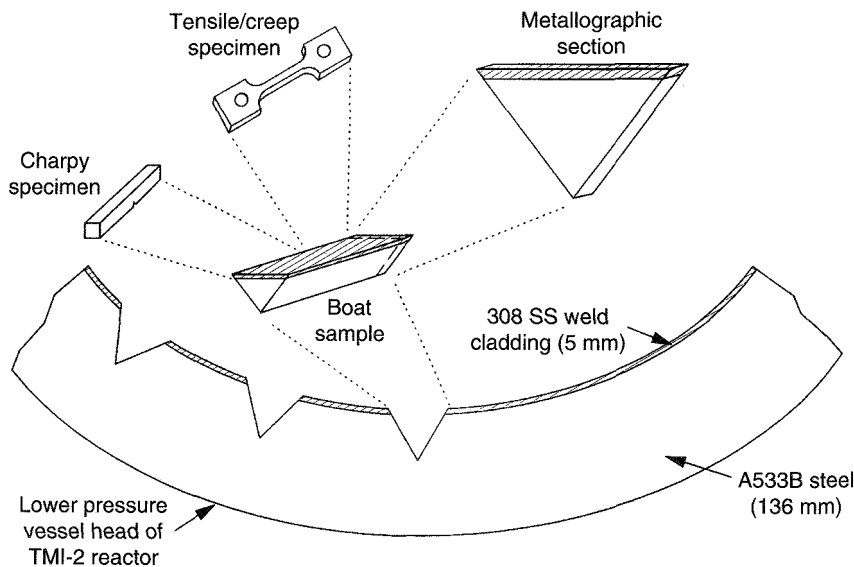 Tensile/creep
specimen
Metallographic
section
Charpy
specimen
Boat
sample
308 SS weld
cladding (5 mm)
A533B steel
(136 mm)
Lower pressure
vessel head of
TMI-2 reactor